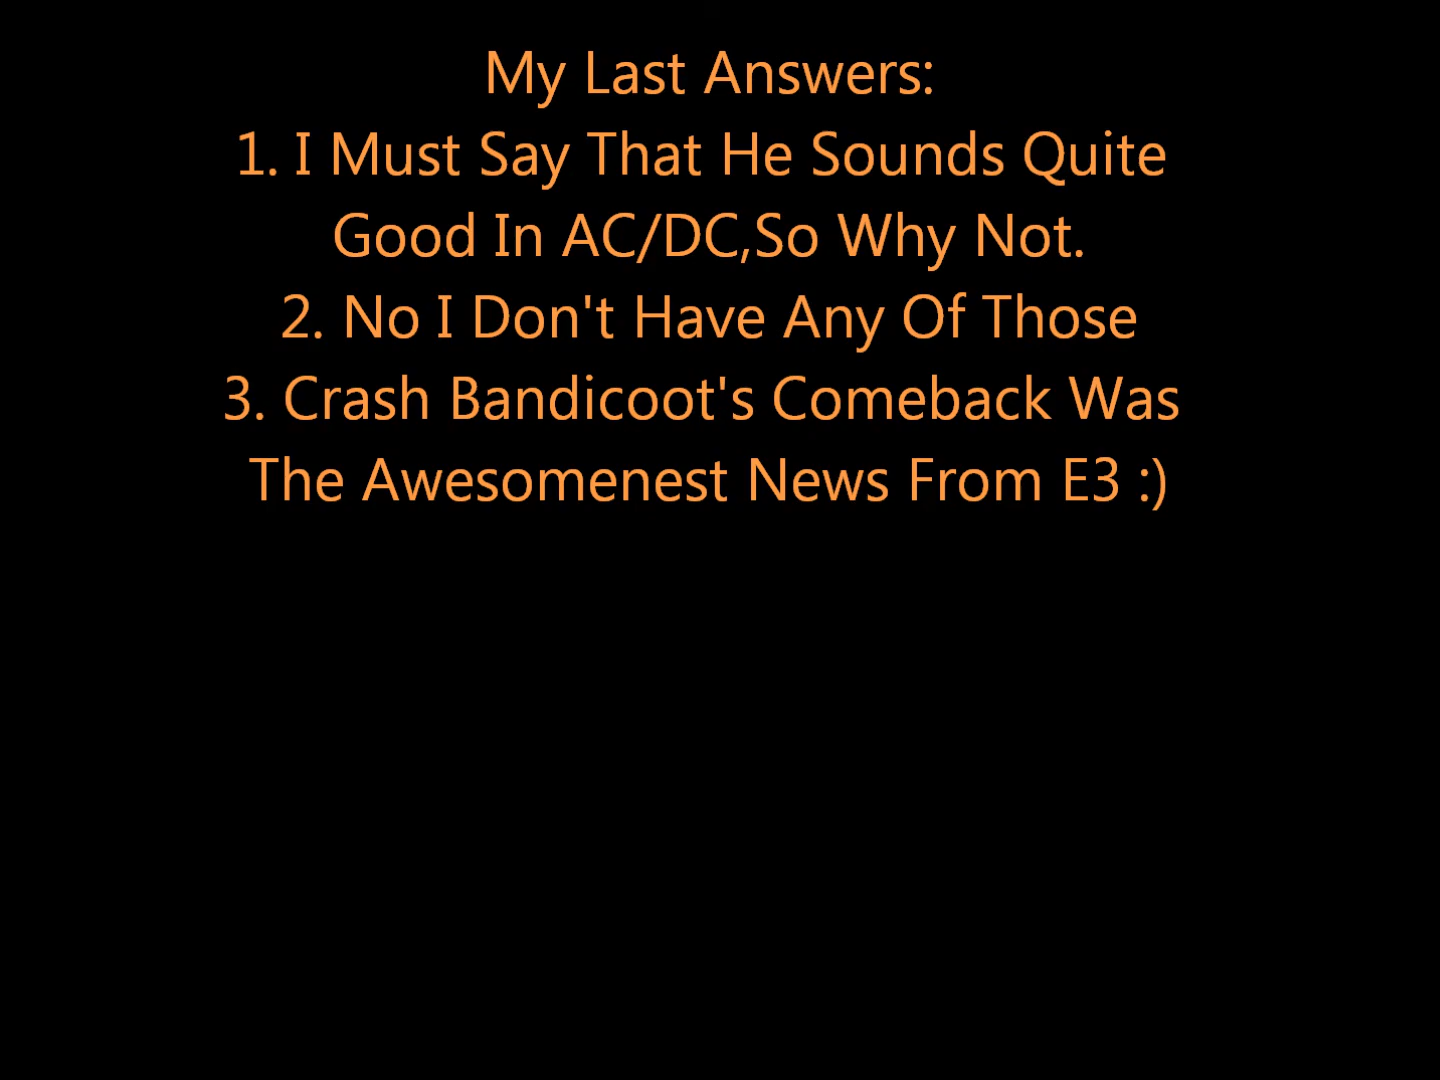 My Last Answers:
1. I Must Say That He Sounds Quite
Good In AC/DC,So Why Not.
2. No I Don't Have Any Of Those
3. Crash Bandicoot's Comeback Was
The Awesomenest News From E3 :)